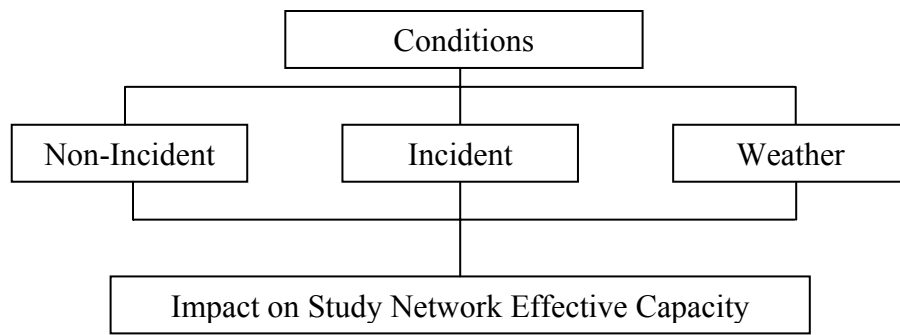 Conditions
Non-Incident
Incident
Weather
Impact on Study Network Effective Capacity